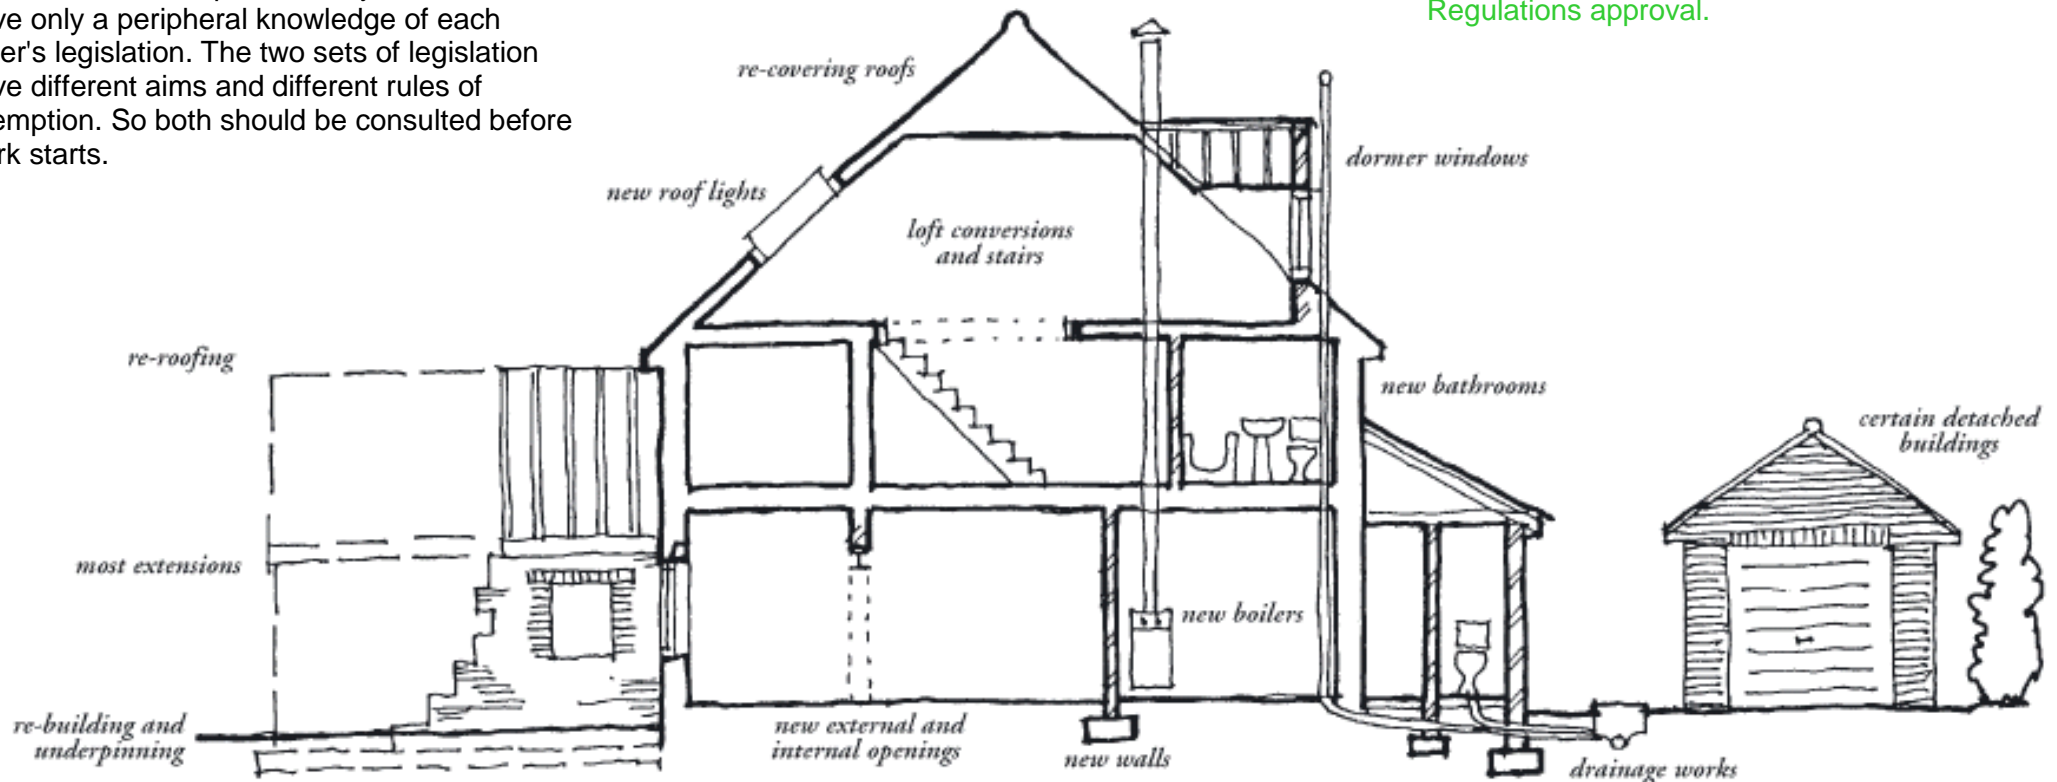 ve only a peripheral knowledge of each
er's legislation. The two sets of legislation
ve different aims and different rules of
emption. So both should be consulted before
rk starts.
Regulations approval.
re-covering roofs
dormer windows
new roof lights
loft conversions
and stairs
re-roofing
new bathrooms
certain detached
buildings
most extensions
new boilers
re-building and
underpinning
new external and
internal openings
new walls
drainage works